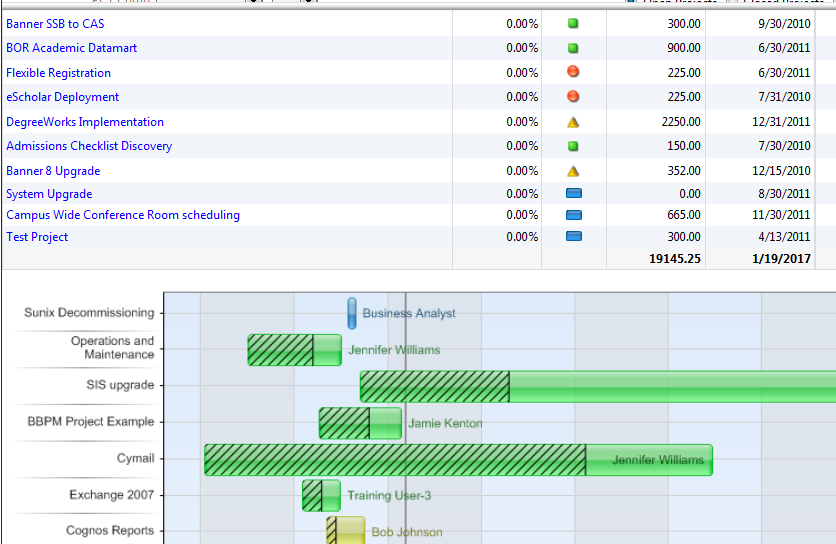 Banner SSB to CAS 0.00% 300.00 9/30/2010
BOR Academic Datamart 0.00% 900.00 6/30/2011
Flexible Registration 0.00% 225.00 6/30/2011
eScholar Deployment 0.00% 225.00 7/31/2010
DegreeWorks Implementation 0.00% 2250.00 12/31/2011
Admissions Checklist Discovery 0.00% 150.00 7/30/2010
Banner 8 Upgrade 0.00% 352.00 12/15/2010
System Upgrade 0.00% 0.00 8/30/2011
Campus Wide Conference Room scheduling 0.00% 665.00 11/30/2011
Test Project 0.00% 300.00 4/13/2011
19145.25 1/19/2017
Sunix Decommissioning Business Analyst
Operations and
Maintenance Jennifer Williams
SIS upgrade
BBPM Project Example Jamie Kenton
Cymail Jennifer Williams
Exchange 2007 Training User-3
Cognos Reports Bob Johnson